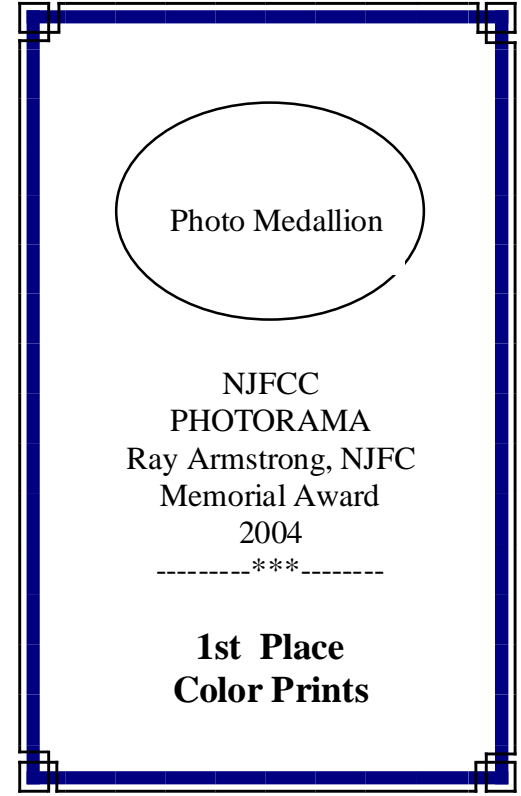 Photo Medallion
NJFCC
PHOTORAMA
Ray Armstrong, NJFC
Memorial Award
2004
---------***--------
1st Place
Color Prints